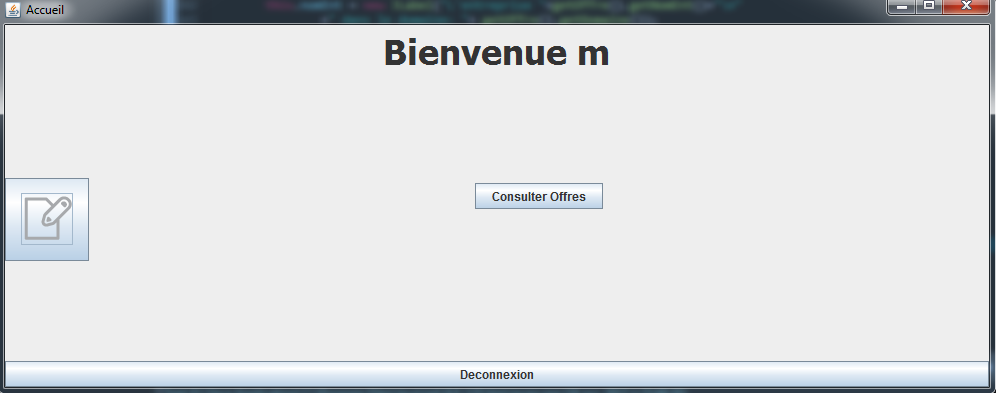 Accueil
Bienvenue m
Consulter Offres
Deconnexion